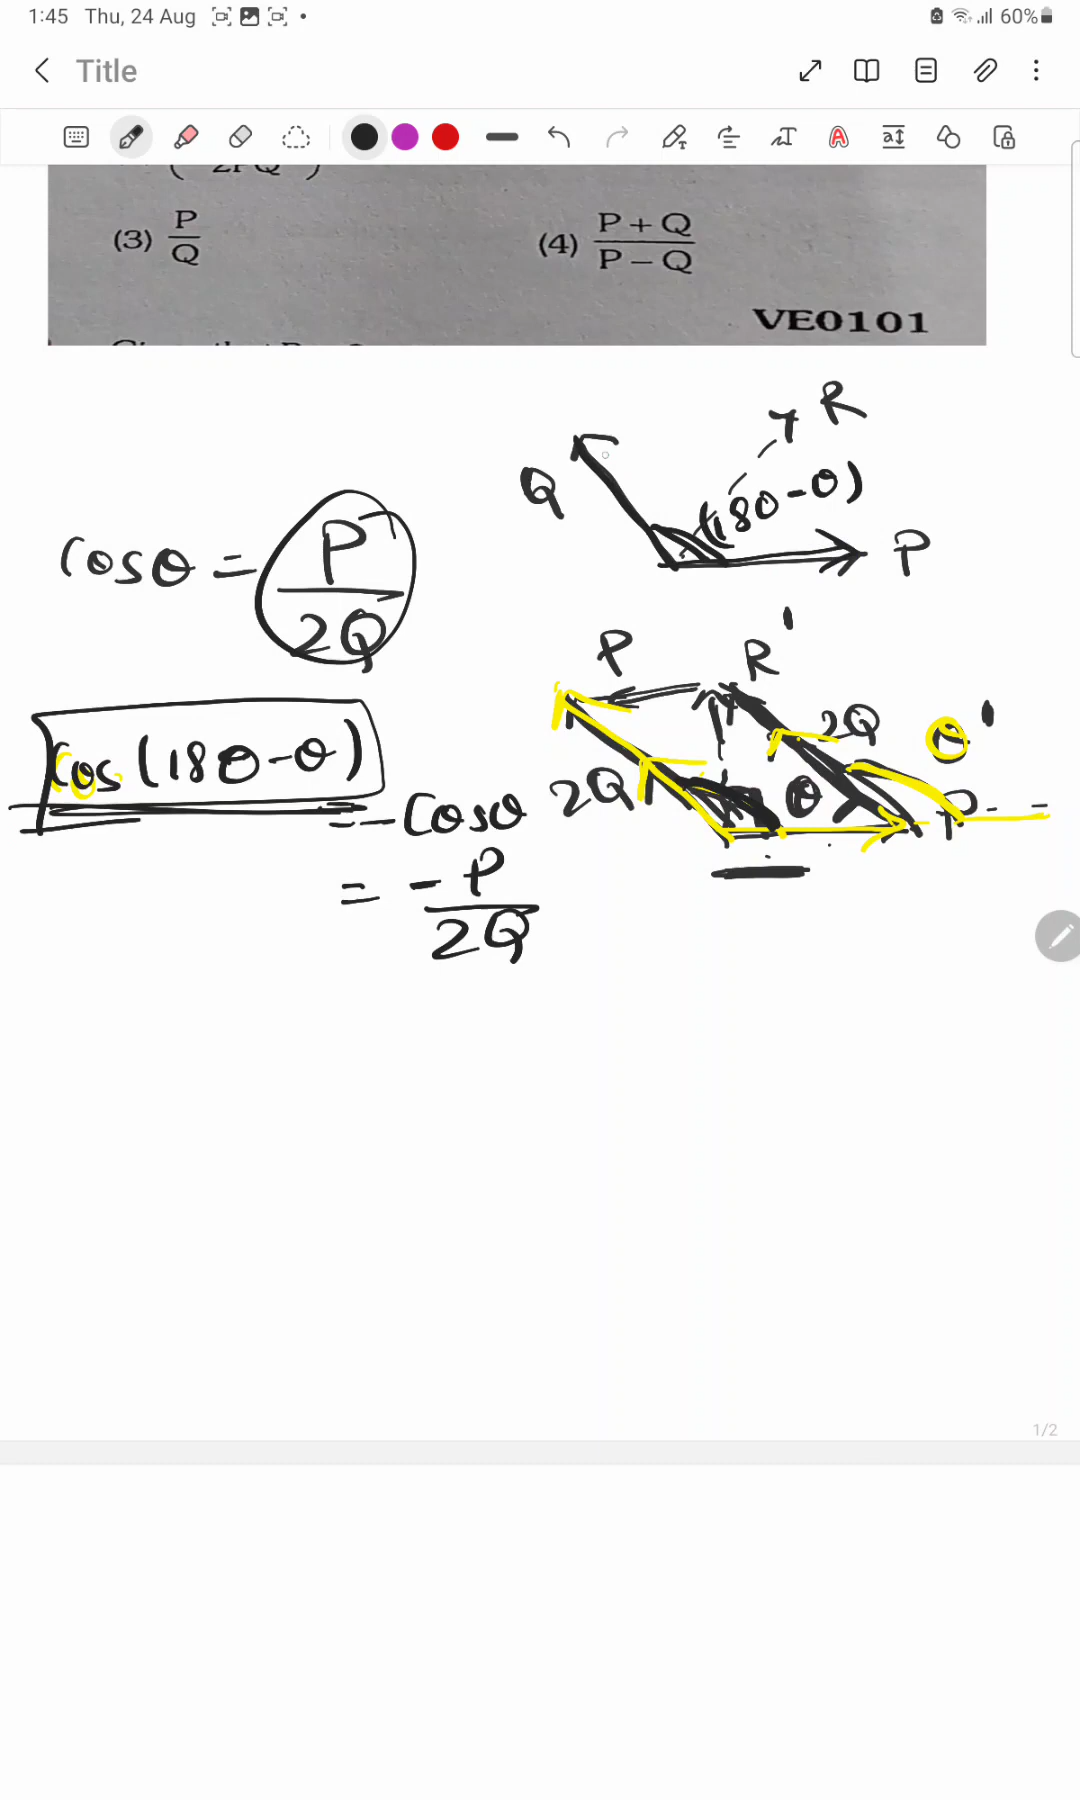 1:45 Thu, 24 Aug 60%
Title
(3) P/Q (4) P + Q/P − Q
VE0101
R
Q (180-θ)
P
cosθ = P/2Q
P R'
2Q θ'
cos(180-θ) 2Q θ P
= -cosθ
= -P/2Q
1/2